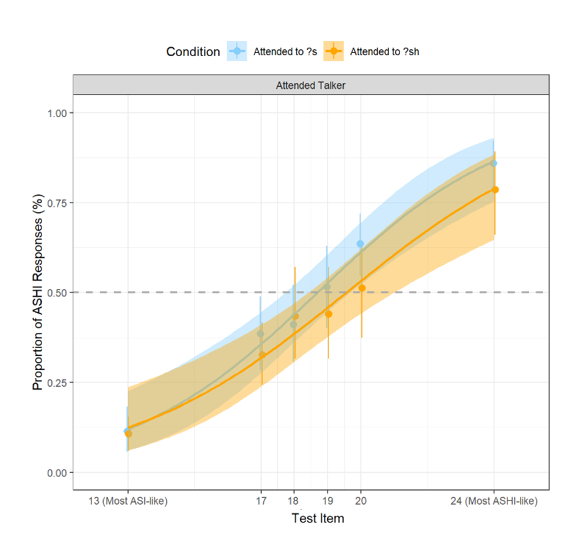 Condition Attended to ?s Attended to ?sh
Attended Talker
1.00
0.75
0.50
0.25
0.00
Proportion of ASHI Responses (%)
13 (Most ASI-like) 17 18 19 20 24 (Most ASHI-like)
Test Item